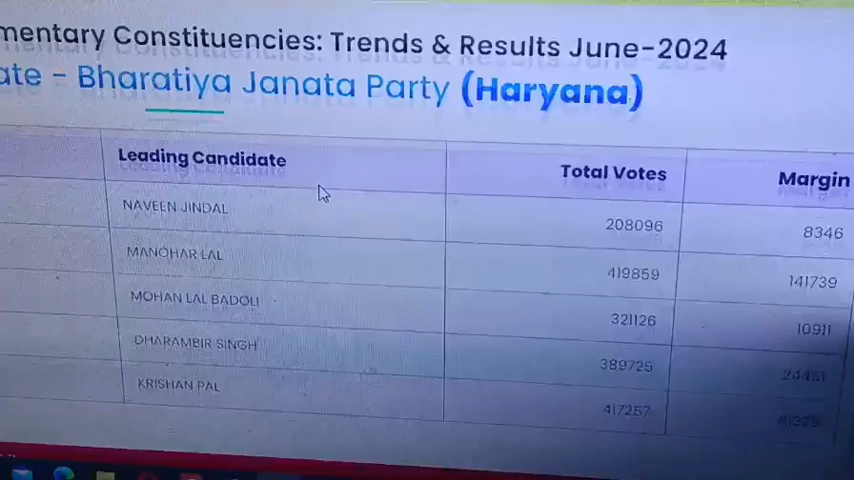 mentary Constituencies: Trends & Results June-2024
ate - Bharatiya Janata Party (Haryana)
Leading Candidate Total Votes Margin
NAVEEN JINDAL 208096 8346
MANOHAR LAL 419859 141739
MOHAN LAL BADOLI 321126 10911
DHARAMBIR SINGH 389725 24451
KRISHAN PAL 417257